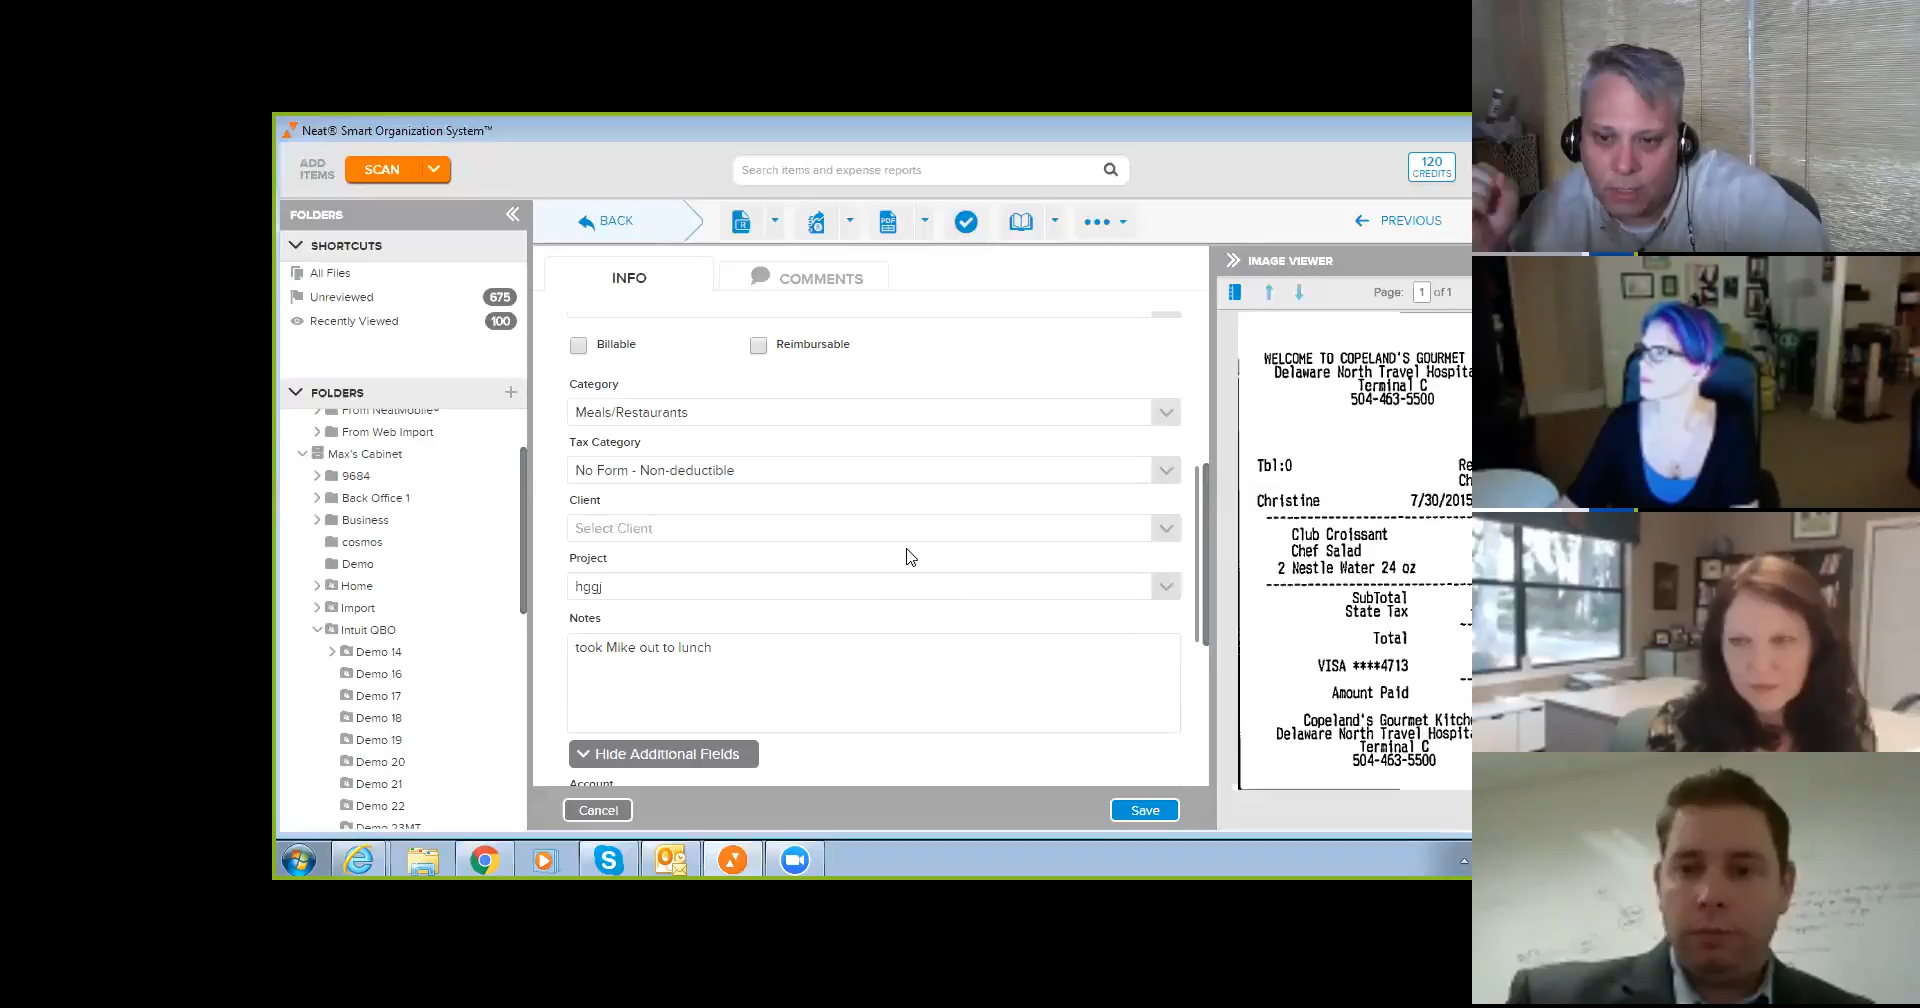 Neat® Smart Organization System™
ADD ITEMS
SCAN
Search items and expense reports
120 CREDITS
FOLDERS
BACK
PREVIOUS
SHORTCUTS
All Files
Unreviewed 675
Recently Viewed 100
FOLDERS
From NeatMobile®
From Web Import
Max's Cabinet
9684
Back Office 1
Business
cosmos
Demo
Home
Import
Intuit QBO
Demo 14
Demo 16
Demo 17
Demo 18
Demo 19
Demo 20
Demo 21
Demo 22
Demo 23MT
INFO
COMMENTS
Billable
Reimbursable
Category
Meals/Restaurants
Tax Category
No Form - Non-deductible
Client
Select Client
Project
hggj
Notes
took Mike out to lunch
Hide Additional Fields
Account
Cancel
Save
IMAGE VIEWER
Page: 1 of 1
WELCOME TO COPELAND'S GOURMET
Delaware North Travel Hospita
Terminal C
504-463-5500
Tbl:0 Re
Ch
Christine 7/30/2015
Club Croissant
Chef Salad
2 Nestle Water 24 oz
SubTotal
State Tax
Total
VISA ****4713
Amount Paid
Copeland's Gourmet Kitch
Delaware North Travel Hospita
Terminal C
504-463-5500